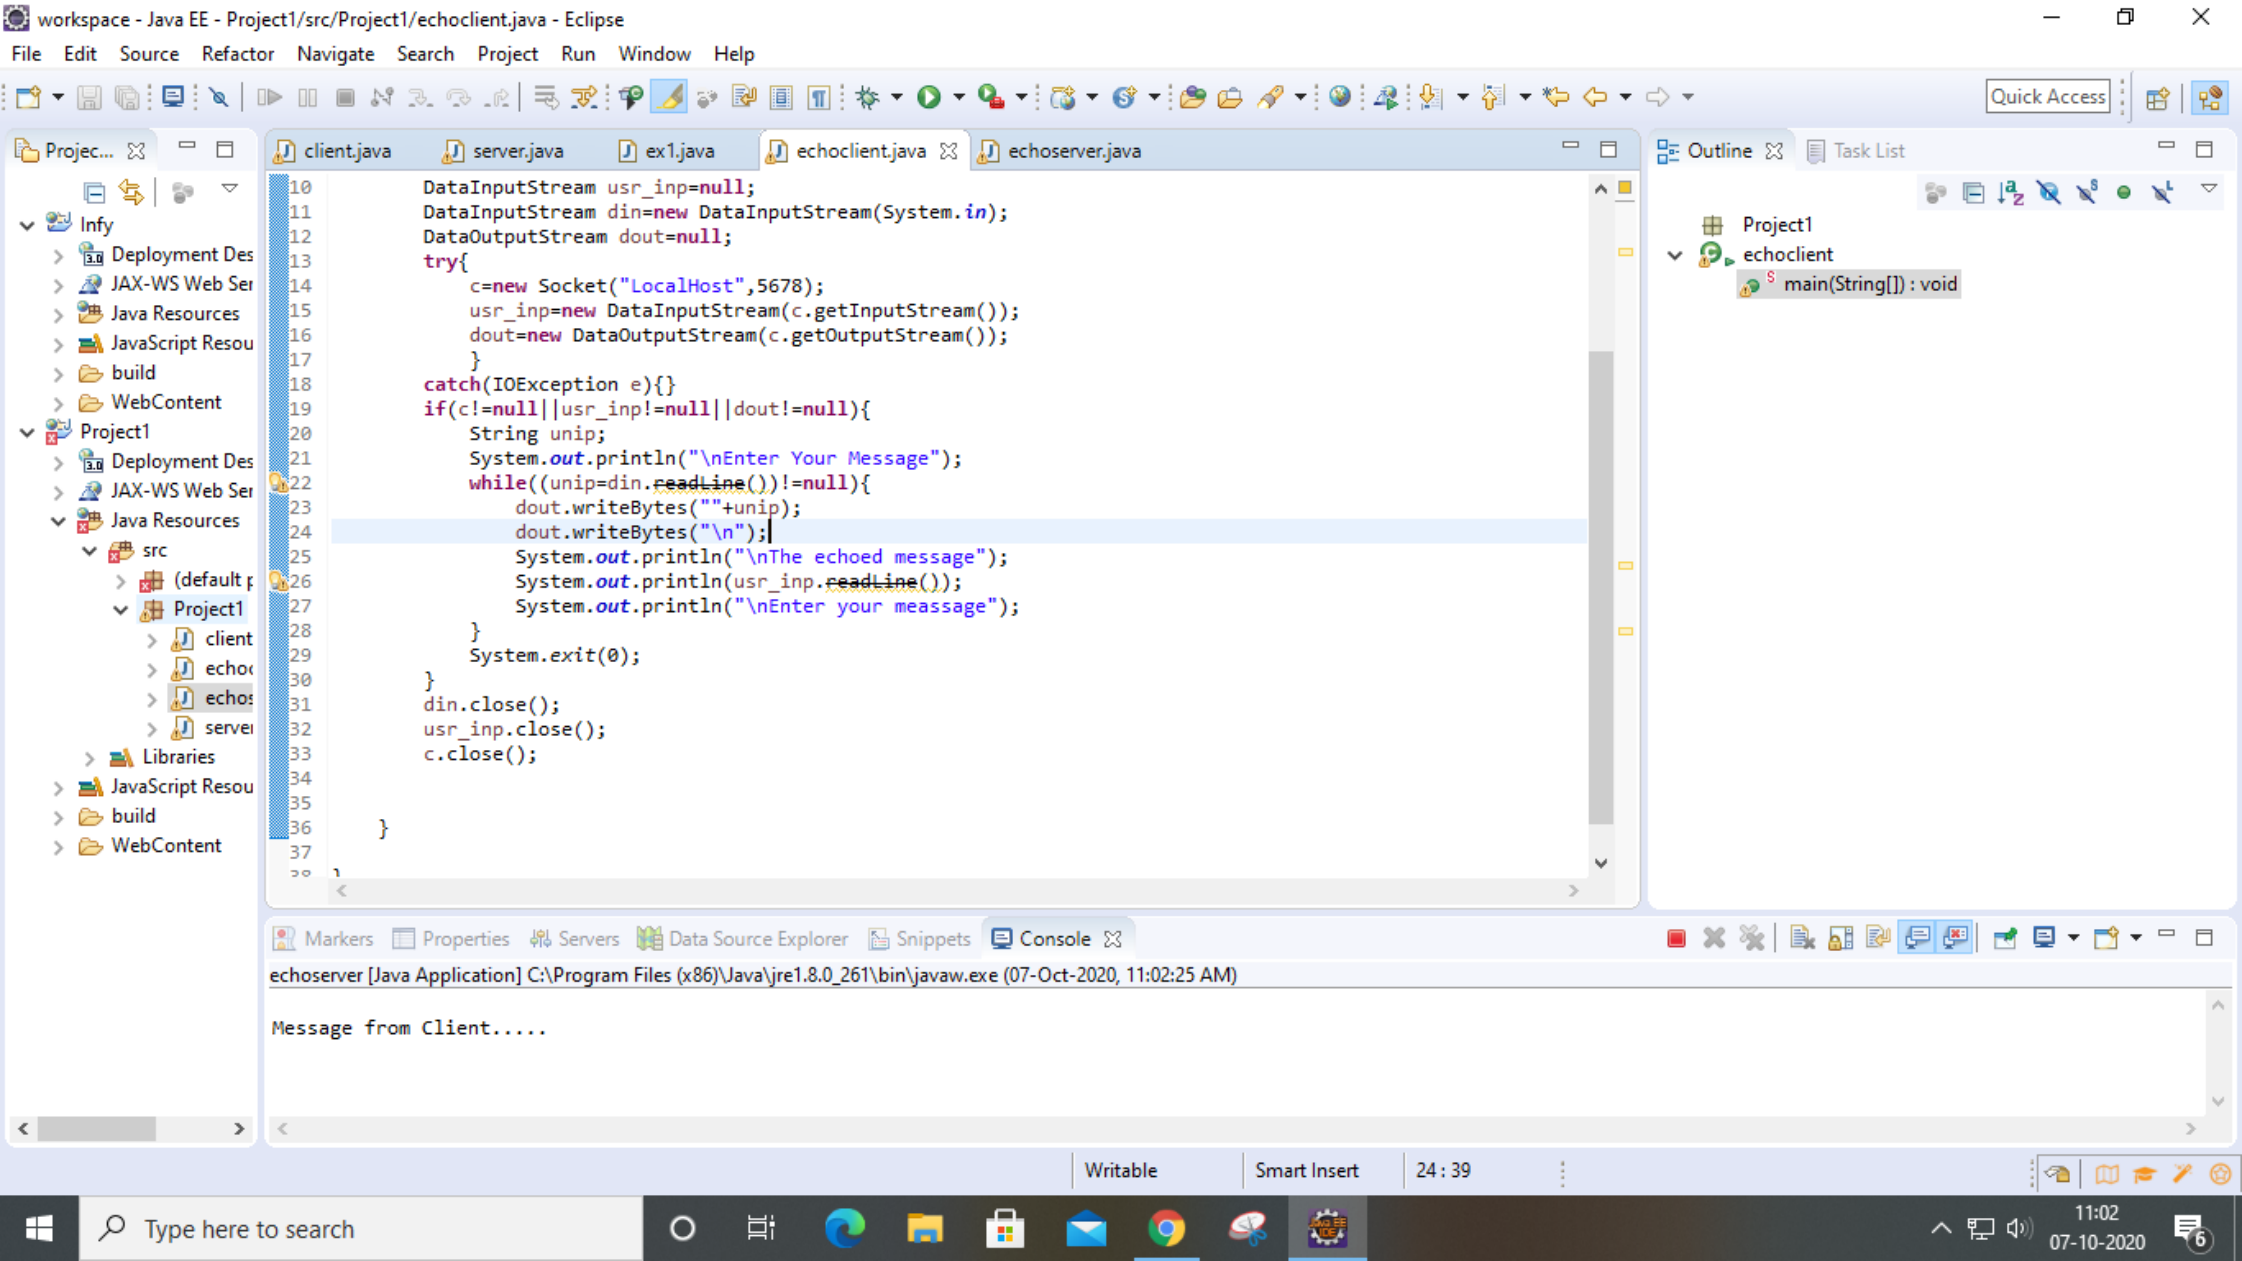 workspace - Java EE - Project1/src/Project1/echoclient.java - Eclipse
File Edit Source Refactor Navigate Search Project Run Window Help
Quick Access
Projec...
client.java server.java ex1.java echoclient.java echoserver.java
Outline Task List
Infy
Deployment Des
JAX-WS Web Ser
Java Resources
JavaScript Resou
build
WebContent
Project1
Deployment Des
JAX-WS Web Ser
Java Resources
src
(default p
Project1
client
echoc
echos
server
Libraries
JavaScript Resou
build
WebContent
10 DataInputStream usr_inp=null;
11 DataInputStream din=new DataInputStream(System.in);
12 DataOutputStream dout=null;
13 try{
14 c=new Socket("LocalHost",5678);
15 usr_inp=new DataInputStream(c.getInputStream());
16 dout=new DataOutputStream(c.getOutputStream());
17 }
18 catch(IOException e){}
19 if(c!=null||usr_inp!=null||dout!=null){
20 String unip;
21 System.out.println("\nEnter Your Message");
22 while((unip=din.readLine())!=null){
23 dout.writeBytes(""+unip);
24 dout.writeBytes("\n");
25 System.out.println("\nThe echoed message");
26 System.out.println(usr_inp.readLine());
27 System.out.println("\nEnter your meassage");
28 }
29 System.exit(0);
30 }
31 din.close();
32 usr_inp.close();
33 c.close();
34
35
36 }
37
38 }
Project1
echoclient
main(String[]) : void
Markers Properties Servers Data Source Explorer Snippets Console
echoserver [Java Application] C:\Program Files (x86)\Java\jre1.8.0_261\bin\javaw.exe (07-Oct-2020, 11:02:25 AM)
Message from Client.....
Writable Smart Insert 24 : 39
Type here to search
Java EE
IDE
11:02
07-10-2020
6